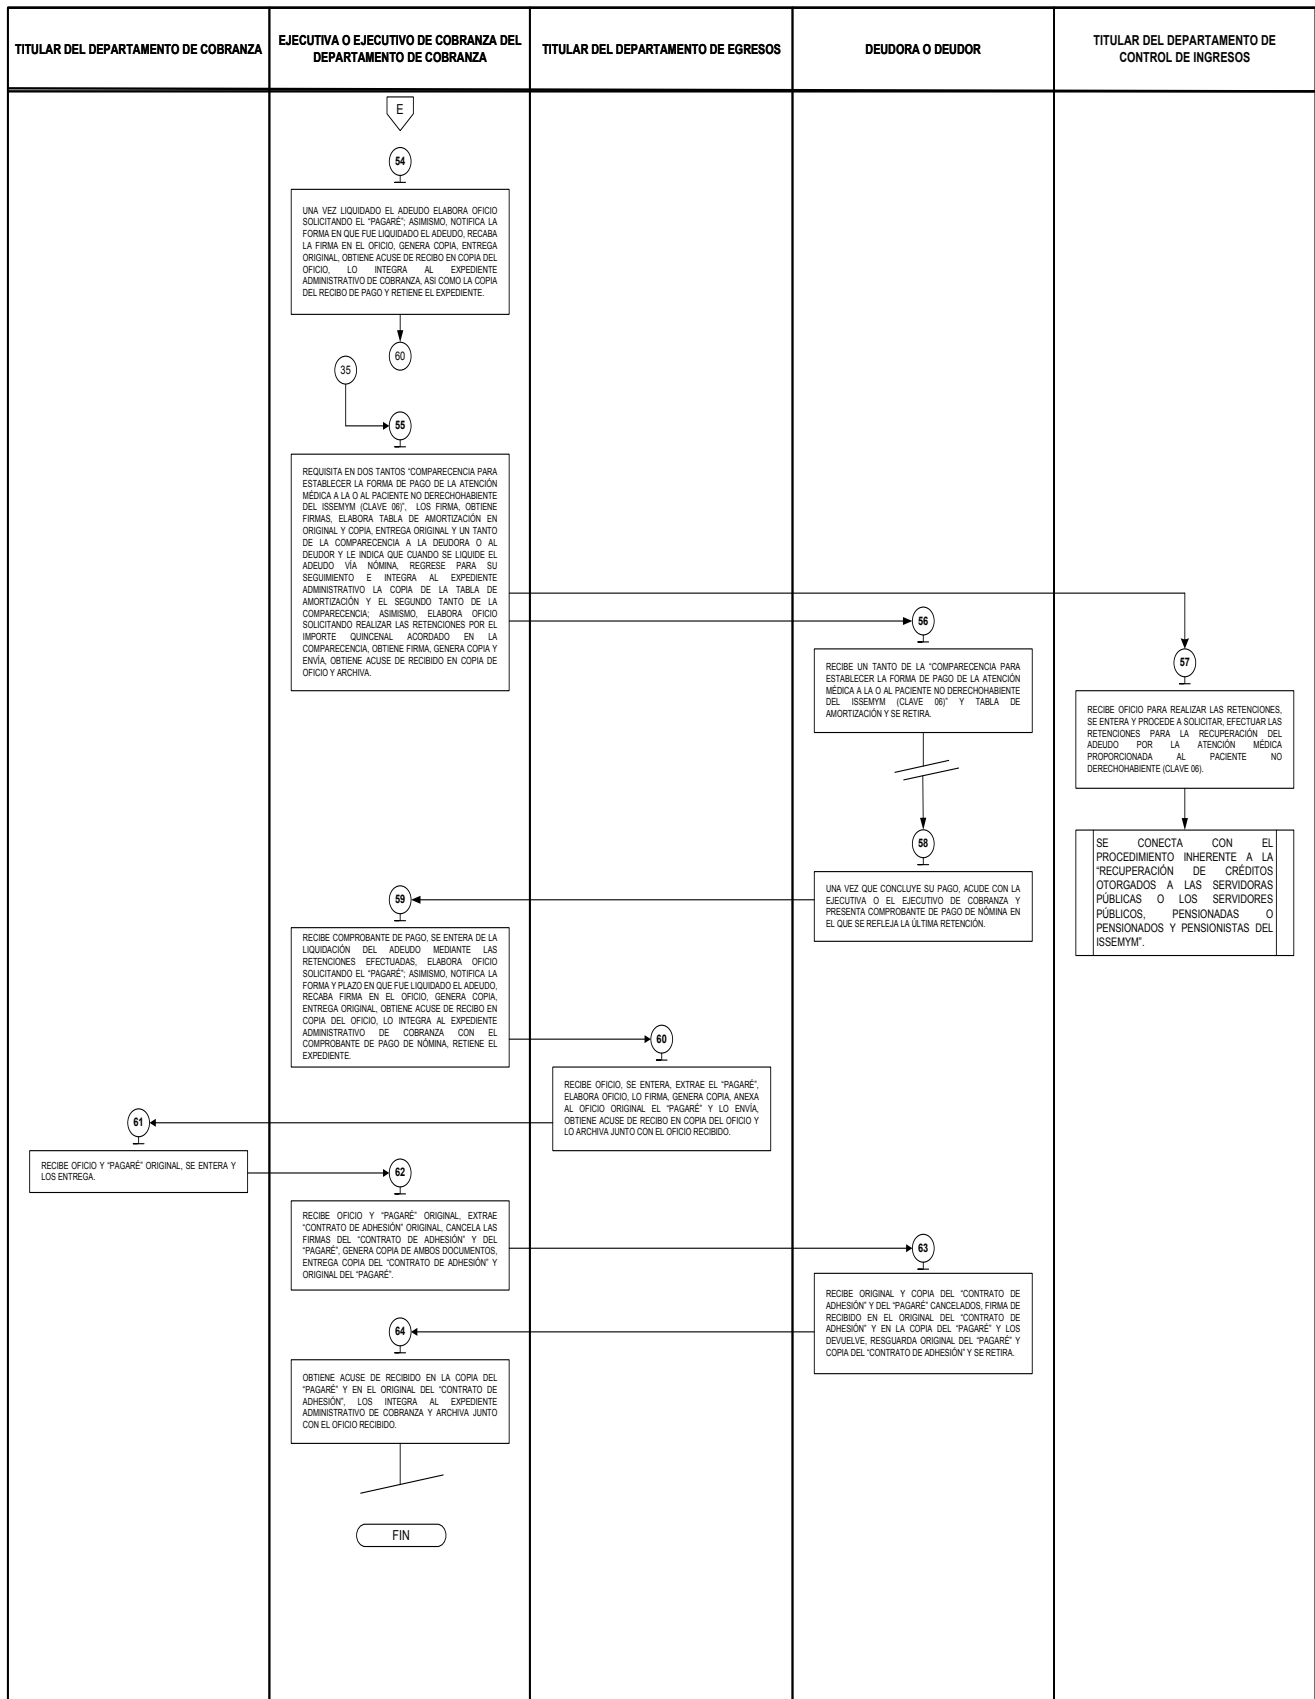 TITULAR DEL DEPARTAMENTO DE COBRANZA
EJECUTIVA O EJECUTIVO DE COBRANZA DEL
DEPARTAMENTO DE COBRANZA
TITULAR DEL DEPARTAMENTO DE EGRESOS
DEUDORA O DEUDOR
TITULAR DEL DEPARTAMENTO DE
CONTROL DE INGRESOS
E
54
UNA VEZ LIQUIDADO EL ADEUDO ELABORA OFICIO
SOLICITANDO EL “PAGARÉ”; ASIMISMO, NOTIFICA LA
FORMA EN QUE FUE LIQUIDADO EL ADEUDO, RECABA
LA FIRMA EN EL OFICIO, GENERA COPIA, ENTREGA
ORIGINAL, OBTIENE ACUSE DE RECIBO EN COPIA DEL
OFICIO, LO INTEGRA AL EXPEDIENTE
ADMINISTRATIVO DE COBRANZA, ASI COMO LA COPIA
DEL RECIBO DE PAGO Y RETIENE EL EXPEDIENTE.
60
35
55
REQUISITA EN DOS TANTOS “COMPARECENCIA PARA
ESTABLECER LA FORMA DE PAGO DE LA ATENCIÓN
MÉDICA A LA O AL PACIENTE NO DERECHOHABIENTE
DEL ISSEMYM (CLAVE 06)”, LOS FIRMA, OBTIENE
FIRMAS, ELABORA TABLA DE AMORTIZACIÓN EN
ORIGINAL Y COPIA, ENTREGA ORIGINAL Y UN TANTO
DE LA COMPARECENCIA A LA DEUDORA O AL
DEUDOR Y LE INDICA QUE CUANDO SE LIQUIDE EL
ADEUDO VÍA NÓMINA, REGRESE PARA SU
SEGUIMIENTO E INTEGRA AL EXPEDIENTE
ADMINISTRATIVO LA COPIA DE LA TABLA DE
AMORTIZACIÓN Y EL SEGUNDO TANTO DE LA
COMPARECENCIA; ASIMISMO, ELABORA OFICIO
SOLICITANDO REALIZAR LAS RETENCIONES POR EL
IMPORTE QUINCENAL ACORDADO EN LA
COMPARECENCIA, OBTIENE FIRMA, GENERA COPIA Y
ENVÍA, OBTIENE ACUSE DE RECIBIDO EN COPIA DE
OFICIO Y ARCHIVA.
56
RECIBE UN TANTO DE LA “COMPARECENCIA PARA
ESTABLECER LA FORMA DE PAGO DE LA ATENCIÓN
MÉDICA A LA O AL PACIENTE NO DERECHOHABIENTE
DEL ISSEMYM (CLAVE 06)” Y TABLA DE
AMORTIZACIÓN Y SE RETIRA.
57
RECIBE OFICIO PARA REALIZAR LAS RETENCIONES,
SE ENTERA Y PROCEDE A SOLICITAR, EFECTUAR LAS
RETENCIONES PARA LA RECUPERACIÓN DEL
ADEUDO POR LA ATENCIÓN MÉDICA
PROPORCIONADA AL PACIENTE NO
DERECHOHABIENTE (CLAVE 06).
SE CONECTA CON EL
PROCEDIMIENTO INHERENTE A LA
“RECUPERACIÓN DE CRÉDITOS
OTORGADOS A LAS SERVIDORAS
PÚBLICAS O LOS SERVIDORES
PÚBLICOS, PENSIONADAS O
PENSIONADOS Y PENSIONISTAS DEL
ISSEMYM”.
58
UNA VEZ QUE CONCLUYE SU PAGO, ACUDE CON LA
EJECUTIVA O EL EJECUTIVO DE COBRANZA Y
PRESENTA COMPROBANTE DE PAGO DE NÓMINA EN
EL QUE SE REFLEJA LA ÚLTIMA RETENCIÓN.
59
RECIBE COMPROBANTE DE PAGO, SE ENTERA DE LA
LIQUIDACIÓN DEL ADEUDO MEDIANTE LAS
RETENCIONES EFECTUADAS, ELABORA OFICIO
SOLICITANDO EL “PAGARÉ”; ASIMISMO, NOTIFICA LA
FORMA Y PLAZO EN QUE FUE LIQUIDADO EL ADEUDO,
RECABA FIRMA EN EL OFICIO, GENERA COPIA,
ENTREGA ORIGINAL, OBTIENE ACUSE DE RECIBO EN
COPIA DEL OFICIO, LO INTEGRA AL EXPEDIENTE
ADMINISTRATIVO DE COBRANZA CON EL
COMPROBANTE DE PAGO DE NÓMINA, RETIENE EL
EXPEDIENTE.
60
RECIBE OFICIO, SE ENTERA, EXTRAE EL “PAGARÉ”,
ELABORA OFICIO, LO FIRMA, GENERA COPIA, ANEXA
AL OFICIO ORIGINAL EL “PAGARÉ” Y LO ENVÍA,
OBTIENE ACUSE DE RECIBO EN COPIA DEL OFICIO Y
LO ARCHIVA JUNTO CON EL OFICIO RECIBIDO.
61
RECIBE OFICIO Y “PAGARÉ” ORIGINAL, SE ENTERA Y
LOS ENTREGA.
62
RECIBE OFICIO Y “PAGARÉ” ORIGINAL, EXTRAE
“CONTRATO DE ADHESIÓN” ORIGINAL, CANCELA LAS
FIRMAS DEL “CONTRATO DE ADHESIÓN” Y DEL
“PAGARÉ”, GENERA COPIA DE AMBOS DOCUMENTOS,
ENTREGA COPIA DEL “CONTRATO DE ADHESIÓN” Y
ORIGINAL DEL “PAGARÉ”.
63
RECIBE ORIGINAL Y COPIA DEL “CONTRATO DE
ADHESIÓN” Y DEL “PAGARÉ” CANCELADOS, FIRMA DE
RECIBIDO EN EL ORIGINAL DEL “CONTRATO DE
ADHESIÓN” Y EN LA COPIA DEL “PAGARÉ” Y LOS
DEVUELVE, RESGUARDA ORIGINAL DEL “PAGARÉ” Y
COPIA DEL “CONTRATO DE ADHESIÓN” Y SE RETIRA.
64
OBTIENE ACUSE DE RECIBIDO EN LA COPIA DEL
“PAGARÉ” Y EN EL ORIGINAL DEL “CONTRATO DE
ADHESIÓN”, LOS INTEGRA AL EXPEDIENTE
ADMINISTRATIVO DE COBRANZA Y ARCHIVA JUNTO
CON EL OFICIO RECIBIDO.
FIN